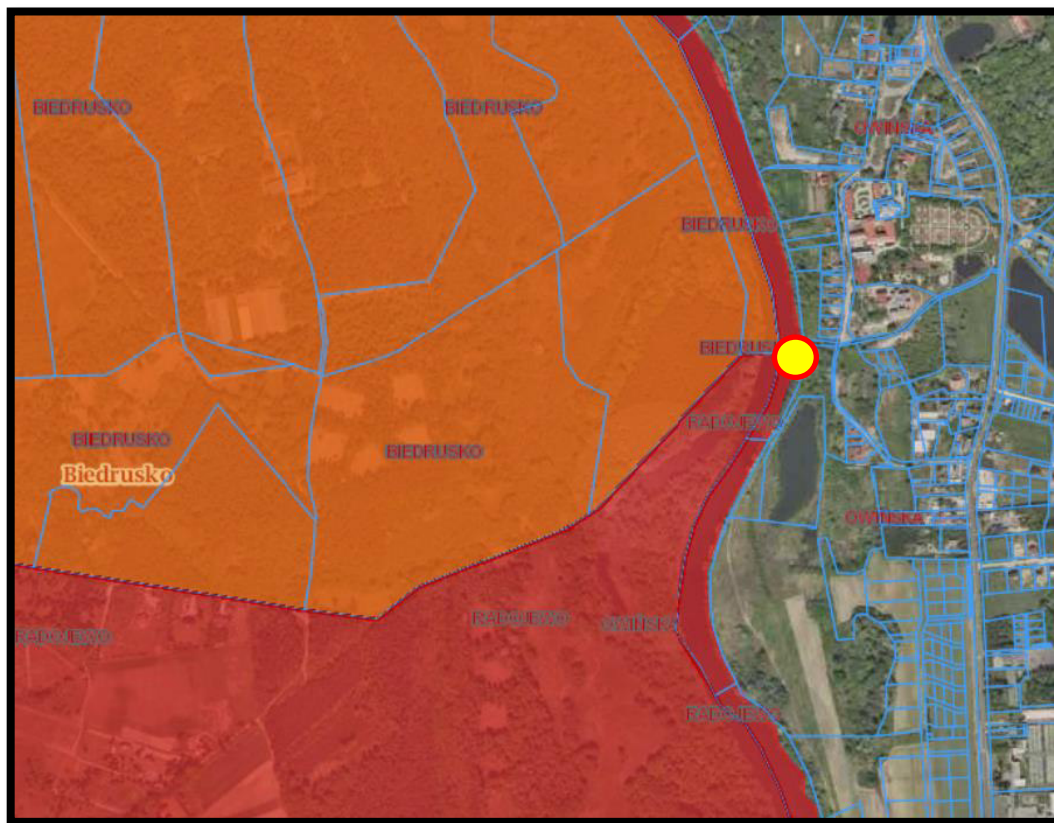 BIEDRUSKO
BIEDRUSKO
OWIŃSKA
BIEDRUSKO
BIEDRUSK
RADOJEWO
BIEDRUSKO
BIEDRUSKO
Biedrusko
OWIŃSKA
RADOJEWO
RADOJEWO
OWIŃSKA
RADOJEWO